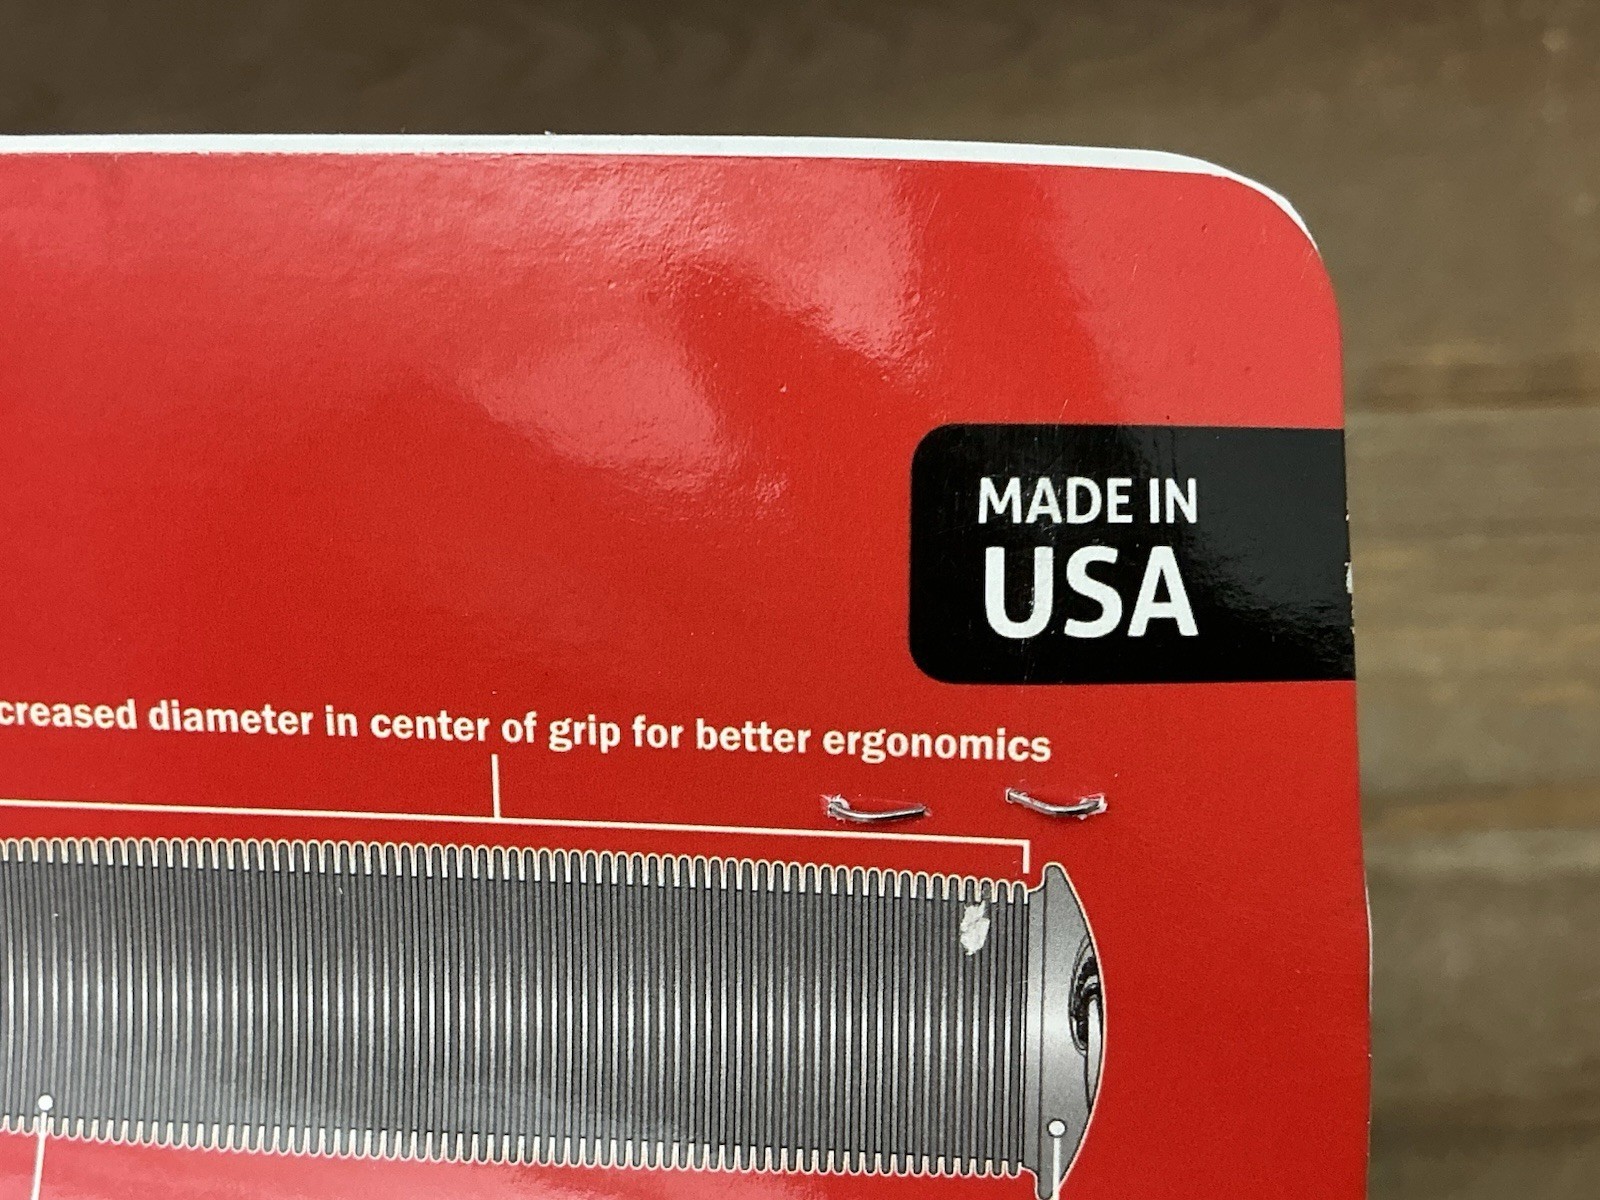 MADE IN
USA
creased diameter in center of grip for better ergonomics